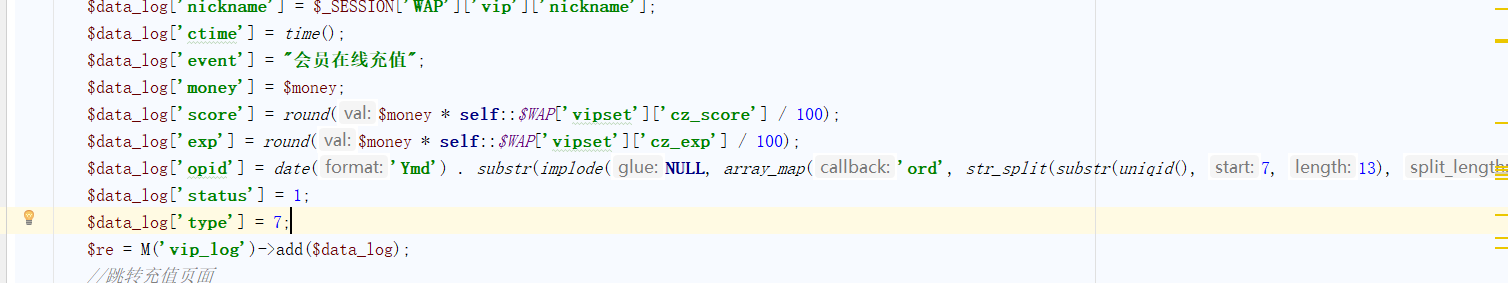 $data_log['nickname'] = $_SESSION['WAP']['vip']['nickname'];
$data_log['ctime'] = time();
$data_log['event'] = "会员在线充值";
$data_log['money'] = $money;
$data_log['score'] = round( val: $money * self::$WAP['vipset']['cz_score'] / 100);
$data_log['exp'] = round( val: $money * self::$WAP['vipset']['cz_exp'] / 100);
$data_log['opid'] = date( format: 'Ymd') . substr(implode( glue: NULL, array_map( callback: 'ord', str_split(substr(uniqid(), start: 7, length: 13), split_length:
$data_log['status'] = 1;
$data_log['type'] = 7;
$re = M('vip_log')->add($data_log);
//跳转充值页面